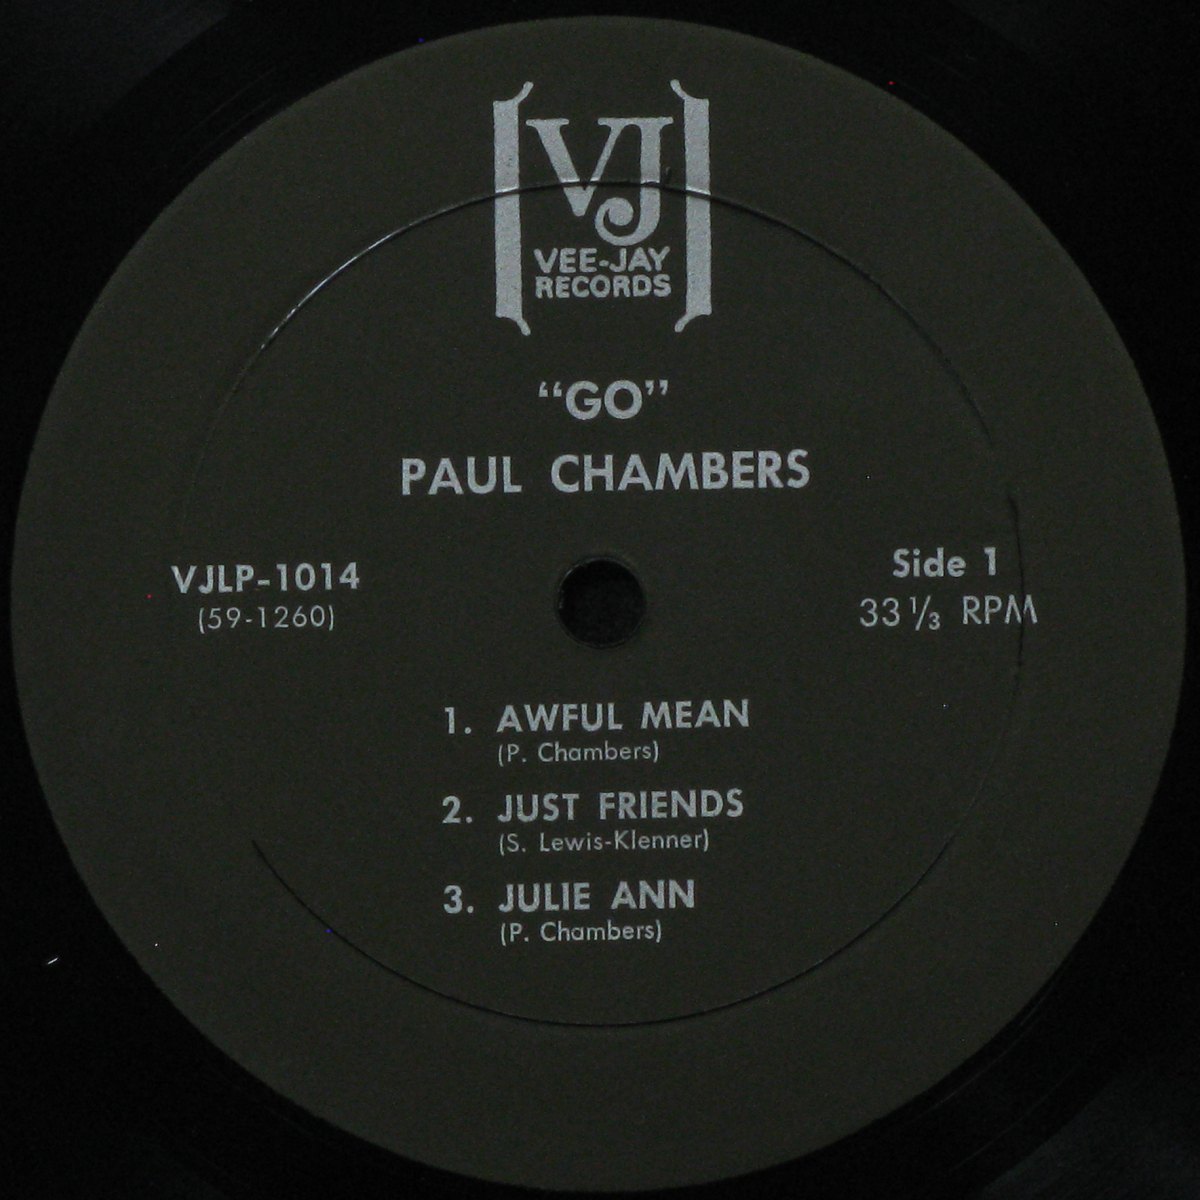 VJ
VEE-JAY
RECORDS
“GO”
PAUL CHAMBERS
VJLP-1014
(59-1260)
Side 1
33 1/3 RPM
1. AWFUL MEAN
(P. Chambers)
2. JUST FRIENDS
(S. Lewis-Klenner)
3. JULIE ANN
(P. Chambers)